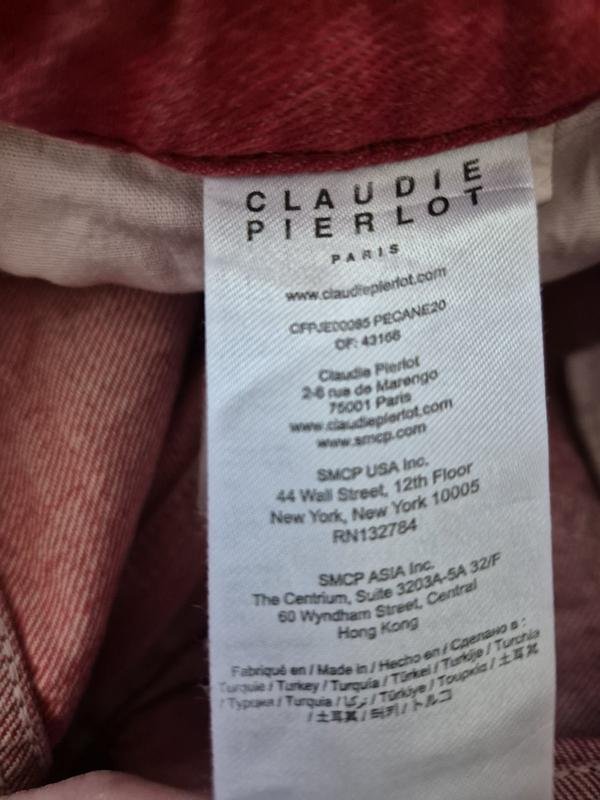 CLAUDIE
PIERLOT
PARIS
www.claudiepierlot.com
CFPJE00085 PECANE20
OF: 43168
Claudie Pierlot
2-6 rue de Marengo
75001 Paris
www.claudiepierlot.com
www.smcp.com
SMCP USA Inc.
44 Wall Street, 12th Floor
New York, New York 10005
RN132784
SMCP ASIA Inc.
The Centrium, Suite 3203A-5A 32/F
60 Wyndham Street, Central
Hong Kong
Fabriqué en / Made in / Hecho en / Сделано в :
Turquie / Turkey / Turquía / Türkei / Turkije / Turchia
/ Турция / Turquia / تركيا / Türkiye / Τουρκία / 土耳其
/ 土耳其 / 터키 / トルコ